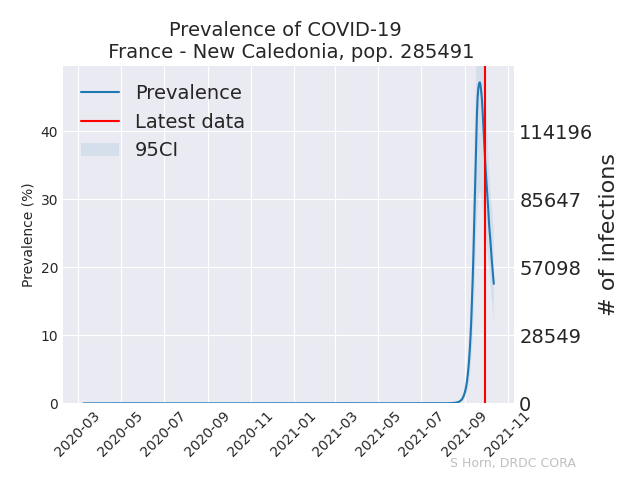 Prevalence of COVID-19
France - New Caledonia, pop. 285491
Prevalence
Latest data
95CI
Prevalence (%)
40
30
20
10
0
114196
85647
57098
28549
0
# of infections
2020-03
2020-05
2020-07
2020-09
2020-11
2021-01
2021-03
2021-05
2021-07
2021-09
2021-11
S Horn, DRDC CORA